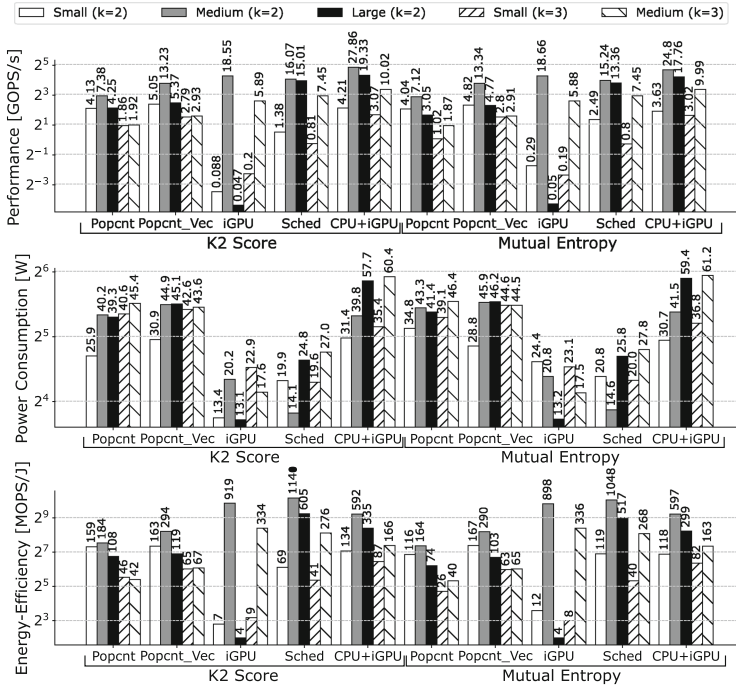 Small (k=2) Medium (k=2) Large (k=2) Small (k=3) Medium (k=3)
Performance [GOPS/s]
2^5
2^3
2^1
2^−1
2^−3
4.13 7.38 4.25 1.86 1.92 5.05 13.23 5.37 2.79 2.93 0.088 18.55 0.047 0.2 5.89 1.38 16.07 15.01 0.81 7.45 4.21 27.86 19.33 3.07 10.02 4.04 7.12 3.05 1.02 1.87 4.82 13.34 4.77 2.8 2.91 0.29 18.66 0.05 0.19 5.88 2.49 15.24 13.36 0.8 7.45 3.63 24.8 17.76 3.02 9.99
Popcnt Popcnt_Vec iGPU Sched CPU+iGPU Popcnt Popcnt_Vec iGPU Sched CPU+iGPU
K2 Score Mutual Entropy
Power Consumption [W]
2^6
2^5
2^4
25.9 40.2 39.3 40.6 45.4 30.9 44.9 45.1 42.6 43.6 13.4 20.2 13.1 22.9 17.6 19.9 14.1 24.8 19.6 27.0 31.4 39.8 57.7 35.4 60.4 34.8 43.3 41.4 39.1 46.4 28.8 45.9 46.2 44.6 44.5 24.4 20.8 13.2 23.1 17.5 20.8 14.6 25.8 20.0 27.8 30.7 41.5 59.4 36.8 61.2
Popcnt Popcnt_Vec iGPU Sched CPU+iGPU Popcnt Popcnt_Vec iGPU Sched CPU+iGPU
K2 Score Mutual Entropy
Energy-Efficiency [MOPS/J]
2^9
2^7
2^5
2^3
159 184 108 46 42 163 294 119 65 67 7 919 4 9 334 69 605 41 276 134 592 335 87 166 116 164 74 26 40 167 290 103 63 65 12 898 4 8 336 119 1048 517 40 268 118 597 299 82 163
Popcnt Popcnt_Vec iGPU Sched CPU+iGPU Popcnt Popcnt_Vec iGPU Sched CPU+iGPU
K2 Score Mutual Entropy